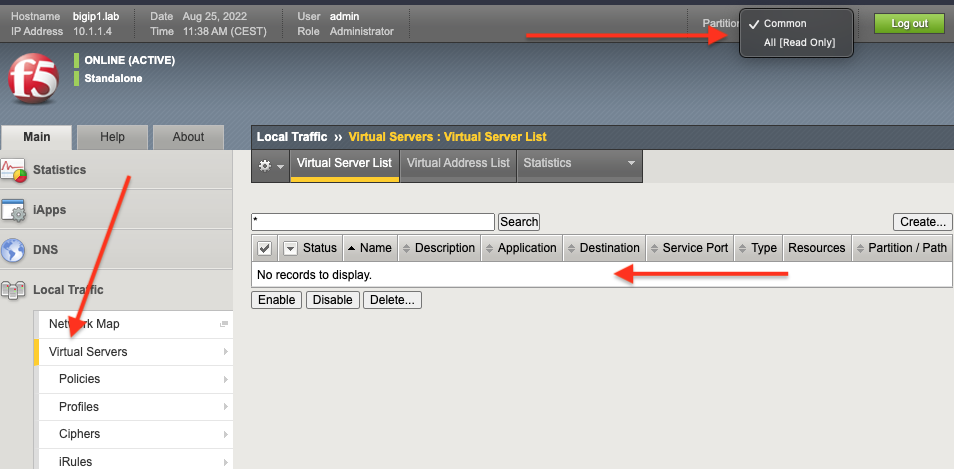 Hostname bigip1.lab Date Aug 25, 2022 User admin
IP Address 10.1.1.4 Time 11:38 AM (CEST) Role Administrator
Partition
Common
All [Read Only]
Log out
f5
ONLINE (ACTIVE)
Standalone
Main Help About
Local Traffic ›› Virtual Servers : Virtual Server List
Virtual Server List Virtual Address List Statistics
Statistics
iApps
DNS
Local Traffic
Network Map
Virtual Servers
Policies
Profiles
Ciphers
iRules
* Search Create...
Status Name Description Application Destination Service Port Type Resources Partition / Path
No records to display.
Enable Disable Delete...